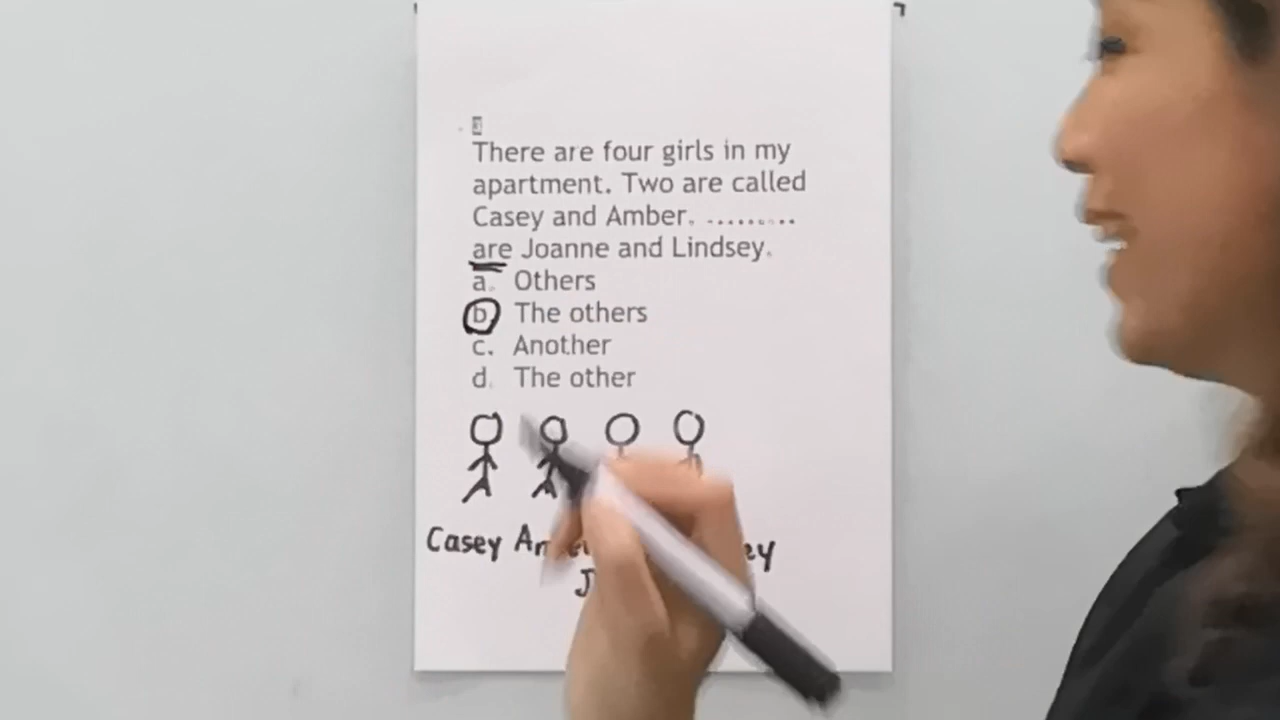 There are four girls in my
apartment. Two are called
Casey and Amber. .........
are Joanne and Lindsey.
a. Others
b. The others
c. Another
d. The other
Casey